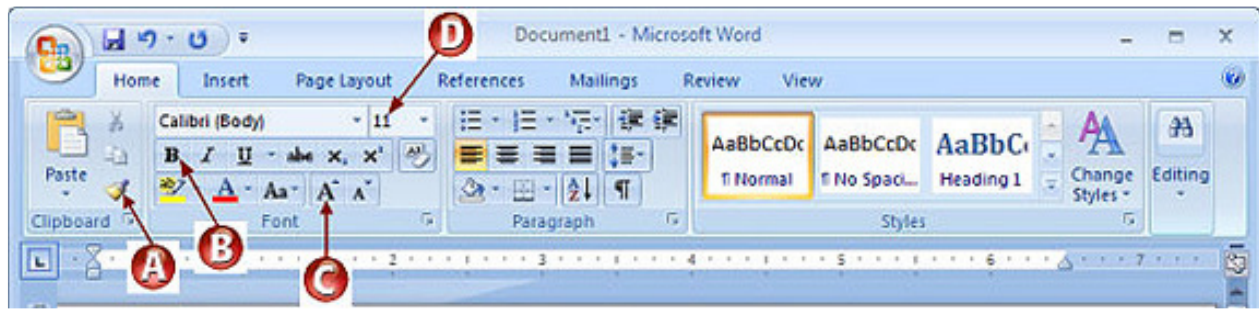 D
Document1 - Microsoft Word
Home Insert Page Layout References Mailings Review View
Calibri (Body) 11
B I U abe x, x'
Aa A A
Paste
Clipboard
Font
Paragraph
AaBbCcDc AaBbCcDc AaBbC
¶ Normal ¶ No Spaci... Heading 1
Change
Styles
Styles
Editing
A B C
2 3 4 5 6 7